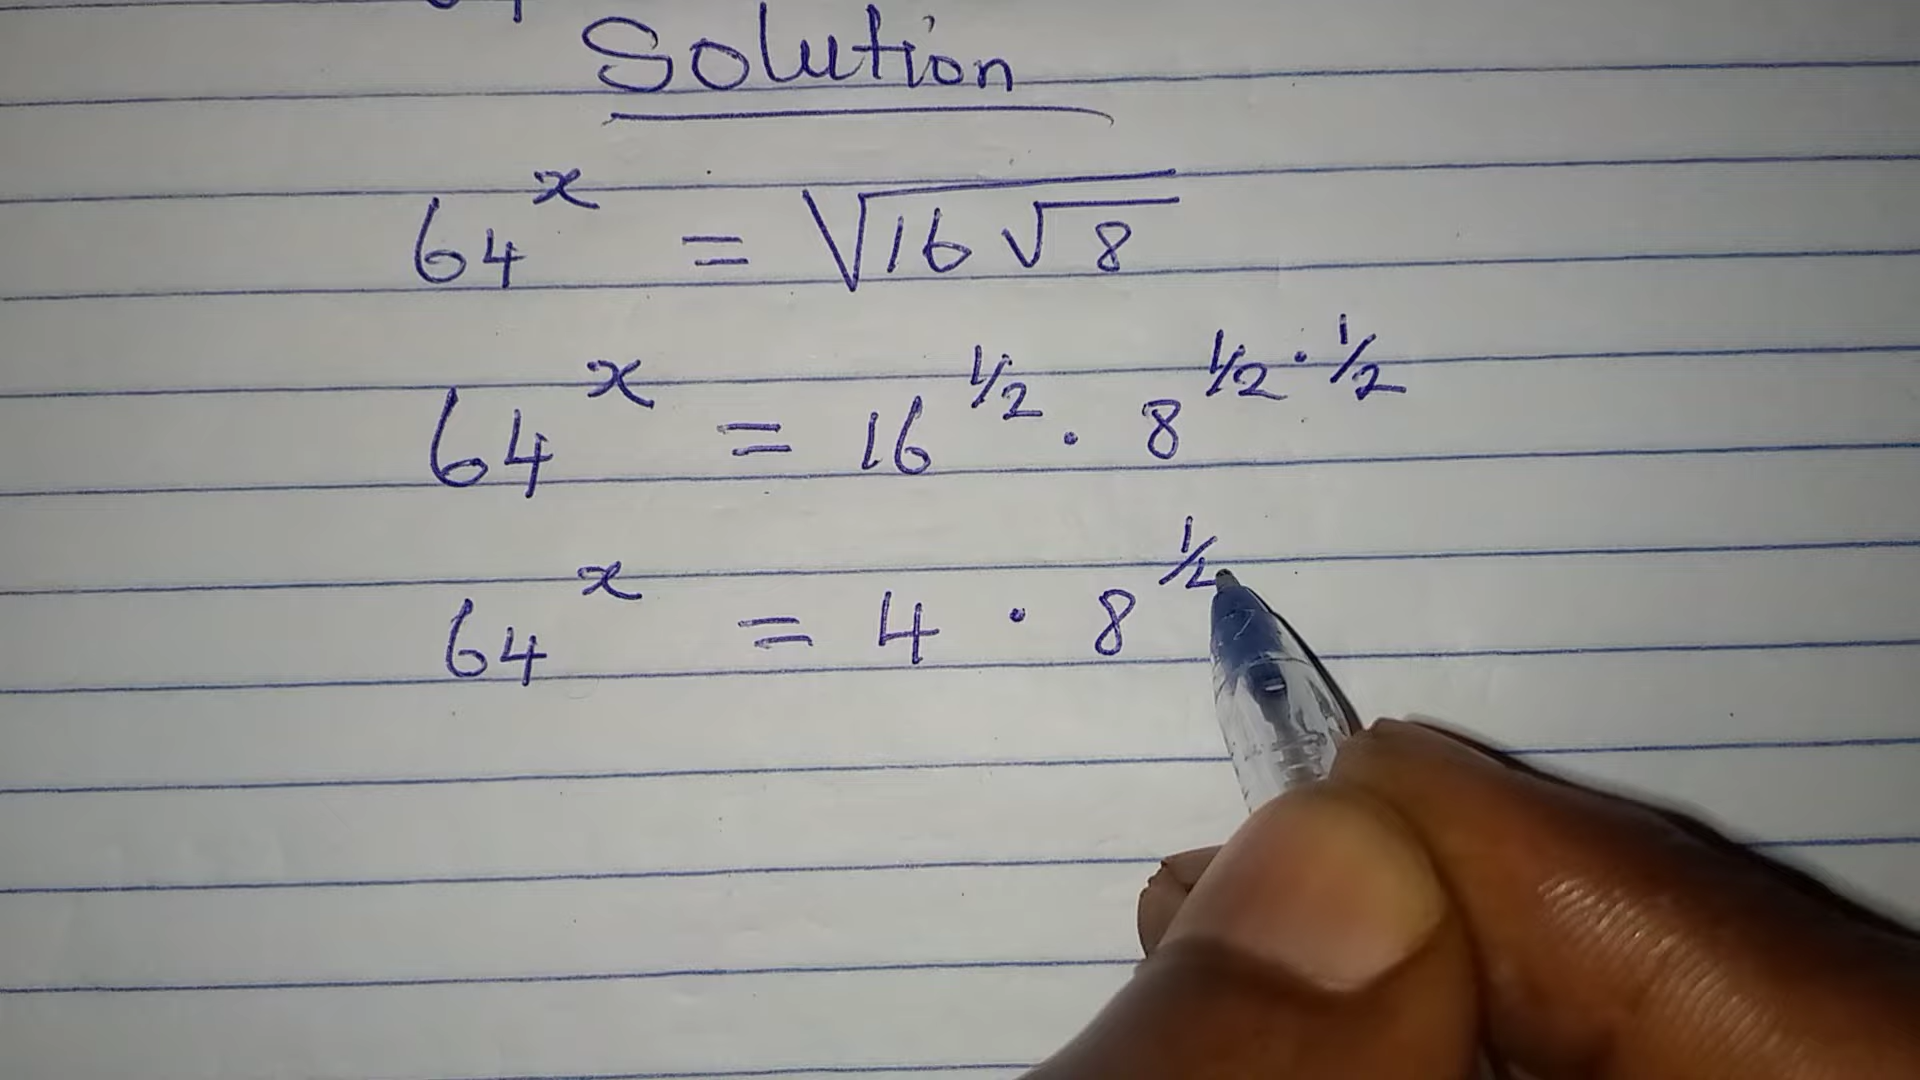 Solution
64^x = √(16√8)
64^x = 16^1/2 · 8^1/2·1/2
64^x = 4 · 8^1/2